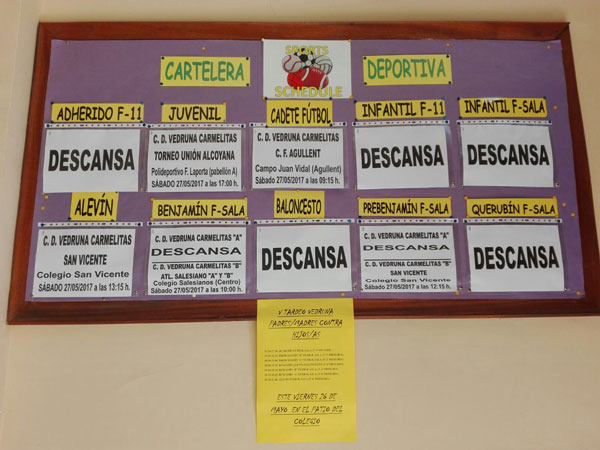 CARTELERA
SPORTS
SCHEDULE
DEPORTIVA
ADHERIDO F-11
DESCANSA
JUVENIL
C. D. VEDRUNA CARMELITAS
TORNEO UNIÓN ALCOYANA
Polideportivo F. Laporta (pabellón A)
SÁBADO 27/05/2017 a las 17:00 h.
CADETE FÚTBOL
C. D. VEDRUNA CARMELITAS
C. F. AGULLENT
Campo Juan Vidal (Agullent)
SÁBADO 27/05/2017 a las 09:15 h.
INFANTIL F-11
DESCANSA
INFANTIL F-SALA
DESCANSA
ALEVÍN
C. D. VEDRUNA CARMELITAS
SAN VICENTE
Colegio San Vicente
SÁBADO 27/05/2017 a las 13:15 h.
BENJAMÍN F-SALA
C. D. VEDRUNA CARMELITAS "A"
DESCANSA
C. D. VEDRUNA CARMELITAS "B"
ATL. SALESIANO "A" Y "B"
Colegio Salesianos (Centro)
SÁBADO 27/05/2017 a las 10:00 h.
BALONCESTO
DESCANSA
PREBENJAMÍN F-SALA
C. D. VEDRUNA CARMELITAS "A"
DESCANSA
C. D. VEDRUNA CARMELITAS "B"
SAN VICENTE
Colegio San Vicente
SÁBADO 27/05/2017 a las 12:15 h.
QUERUBÍN F-SALA
DESCANSA
V TARDEO VEDRUNA
PADRES/MADRES CONTRA
HIJOS/AS
ESTE VIERNES 26 DE
MAYO EN EL PATIO DEL
COLEGIO